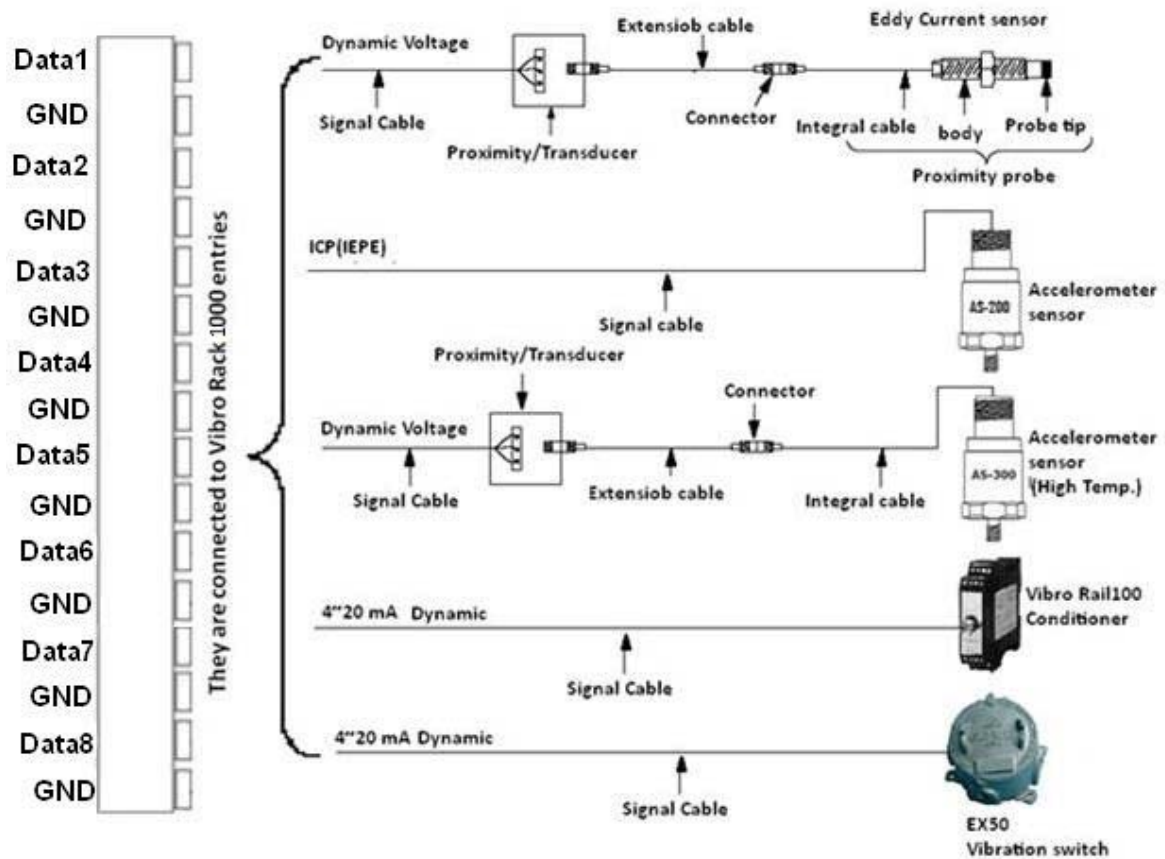 Data1
GND
Data2
GND
Data3
GND
Data4
GND
Data5
GND
Data6
GND
Data7
GND
Data8
GND
They are connected to Vibro Rack 1000 entries
Dynamic Voltage
Signal Cable
Proximity/Transducer
Extensiob cable
Connector
Eddy Current sensor
Integral cable
body
Probe tip
Proximity probe
ICP(IEPE)
Signal cable
AS-200
Accelerometer
sensor
Proximity/Transducer
Dynamic Voltage
Signal Cable
Extensiob cable
Connector
Integral cable
AS-300
Accelerometer
sensor
(High Temp.)
4~20 mA Dynamic
Signal Cable
Vibro Rail100
Conditioner
4~20 mA Dynamic
Signal Cable
EX50
Vibration switch